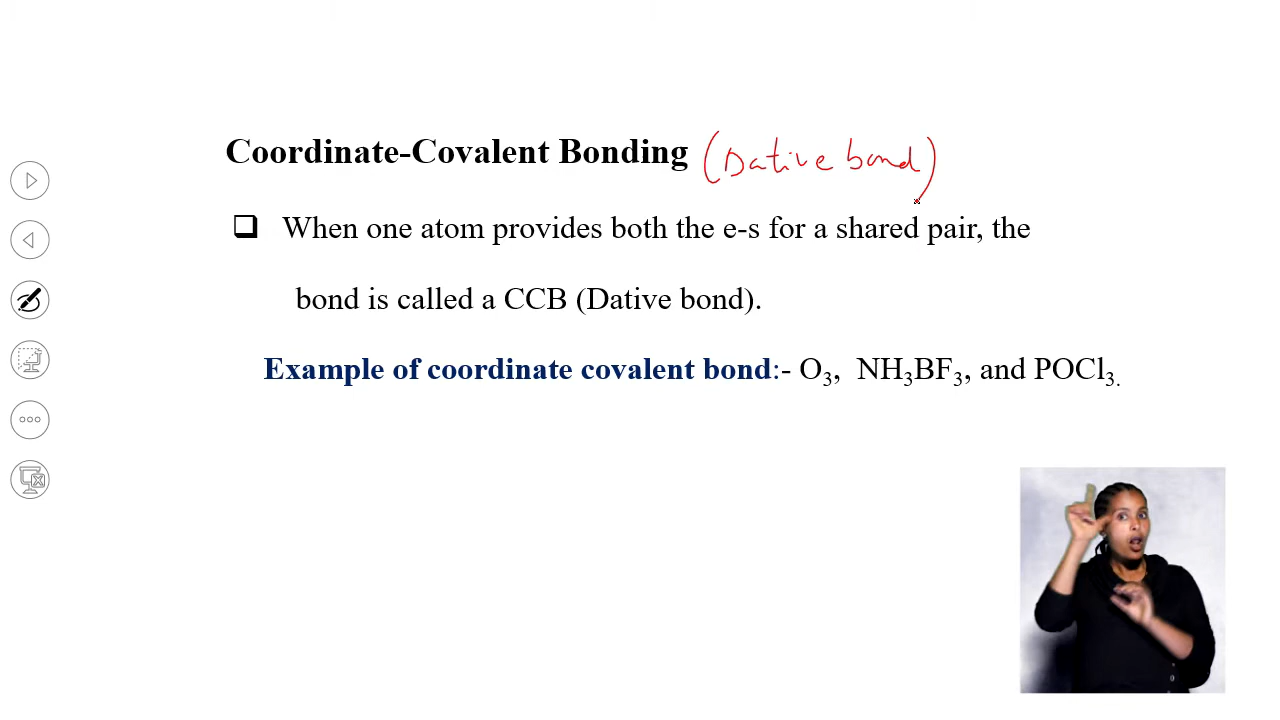 Coordinate-Covalent Bonding (Dative bond)
❑ When one atom provides both the e-s for a shared pair, the
bond is called a CCB (Dative bond).
Example of coordinate covalent bond:- O₃, NH₃BF₃, and POCl₃.